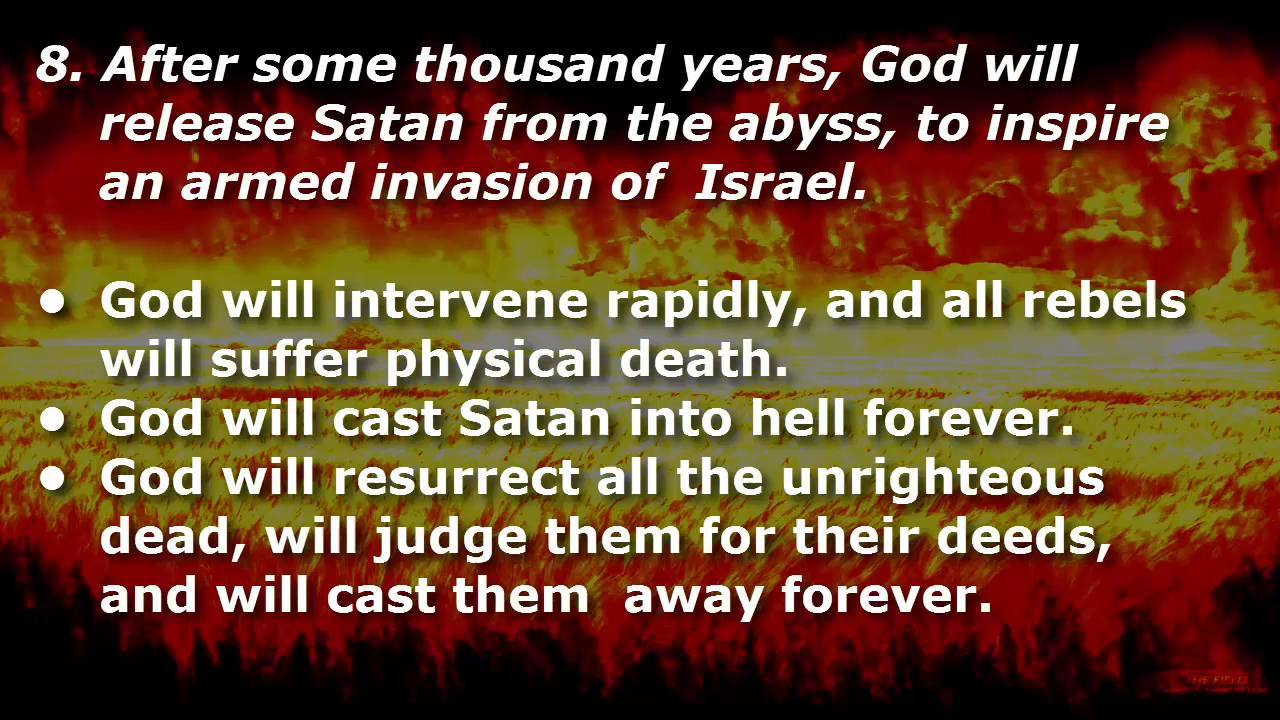 8. After some thousand years, God will
release Satan from the abyss, to inspire
an armed invasion of  Israel.
● God will intervene rapidly, and all rebels
will suffer physical death.
● God will cast Satan into hell forever.
● God will resurrect all the unrighteous
dead, will judge them for their deeds,
and will cast them  away forever.
THE FIELD